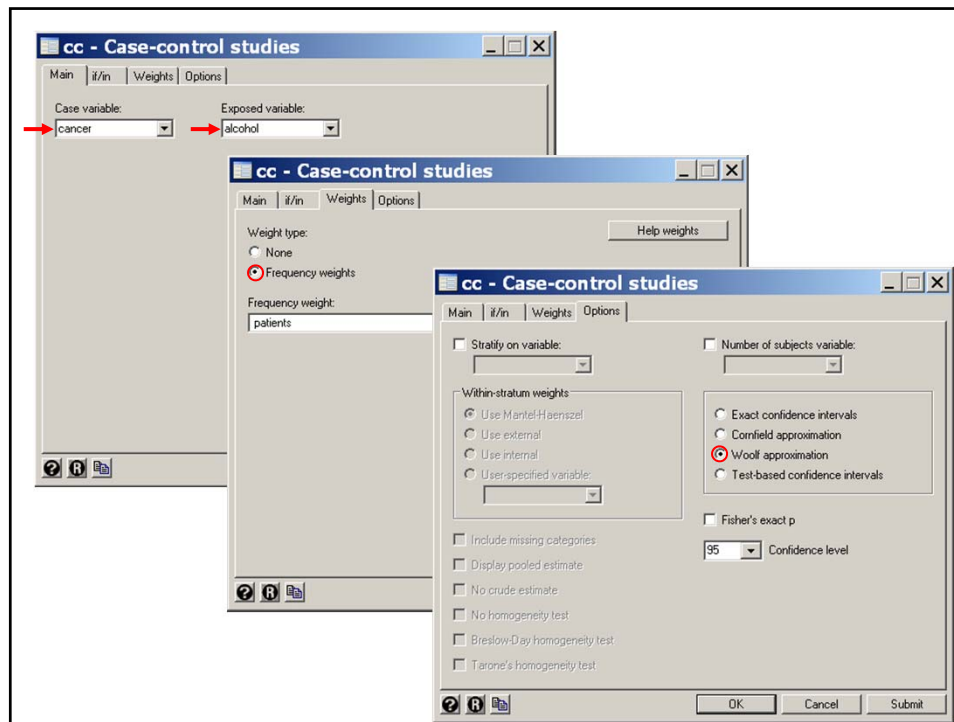 cc - Case-control studies
Main if/in Weights Options
Case variable: Exposed variable:
cancer alcohol
cc - Case-control studies
Main if/in Weights Options
Weight type: Help weights
None
Frequency weights
Frequency weight:
patients
cc - Case-control studies
Main if/in Weights Options
Stratify on variable: Number of subjects variable:
Within-stratum weights
Use Mantel-Haenszel
Use external
Use internal
User-specified variable:
Exact confidence intervals
Cornfield approximation
Woolf approximation
Test-based confidence intervals
Fisher's exact p
95 Confidence level
Include missing categories
Display pooled estimate
No crude estimate
No homogeneity test
Breslow-Day homogeneity test
Tarone's homogeneity test
OK Cancel Submit